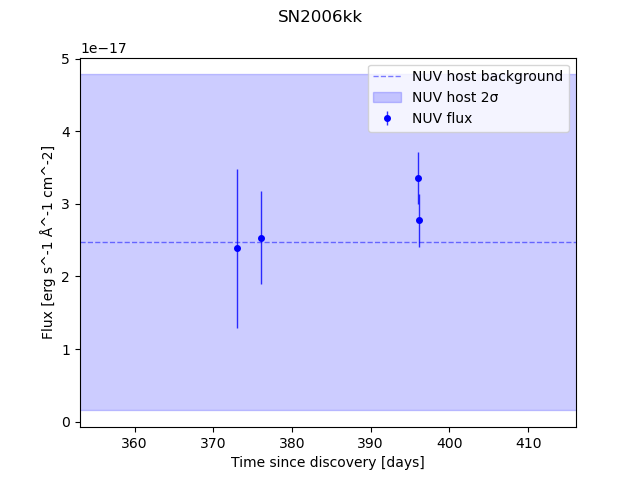 SN2006kk
1e−17
NUV host background
NUV host 2σ
NUV flux
5
4
3
2
1
0
Flux [erg s^-1 Å^-1 cm^-2]
360 370 380 390 400 410
Time since discovery [days]